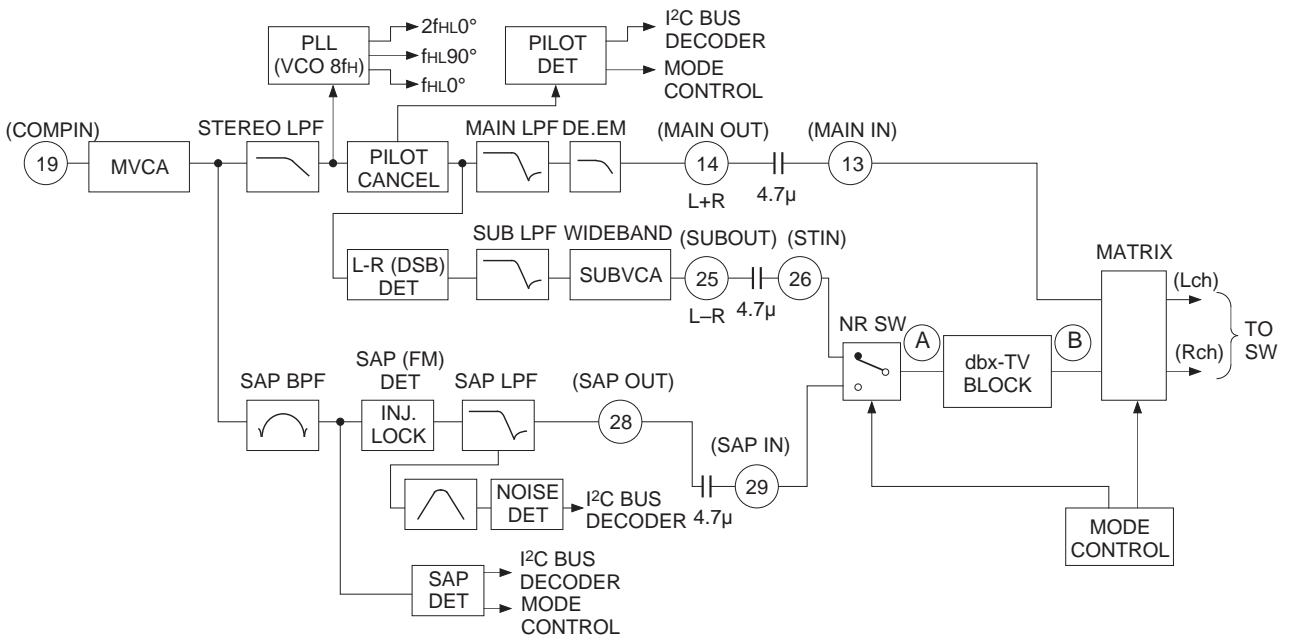 PLL
(VCO 8fH)
2fHL0°
fHL90°
fHL0°
PILOT
DET
I²C BUS
DECODER
MODE
CONTROL
(COMPIN)
19
MVCA
STEREO LPF
PILOT
CANCEL
MAIN LPF
DE.EM
(MAIN OUT)
14
L+R
4.7µ
(MAIN IN)
13
L-R (DSB)
DET
SUB LPF
WIDEBAND
SUBVCA
(SUBOUT)
25
L–R
4.7µ
(STIN)
26
MATRIX
(Lch)
(Rch)
TO
SW
NR SW
A
dbx-TV
BLOCK
B
SAP BPF
SAP (FM)
DET
INJ.
LOCK
SAP LPF
(SAP OUT)
28
(SAP IN)
29
4.7µ
NOISE
DET
I²C BUS
DECODER
MODE
CONTROL
SAP
DET
I²C BUS
DECODER
MODE
CONTROL